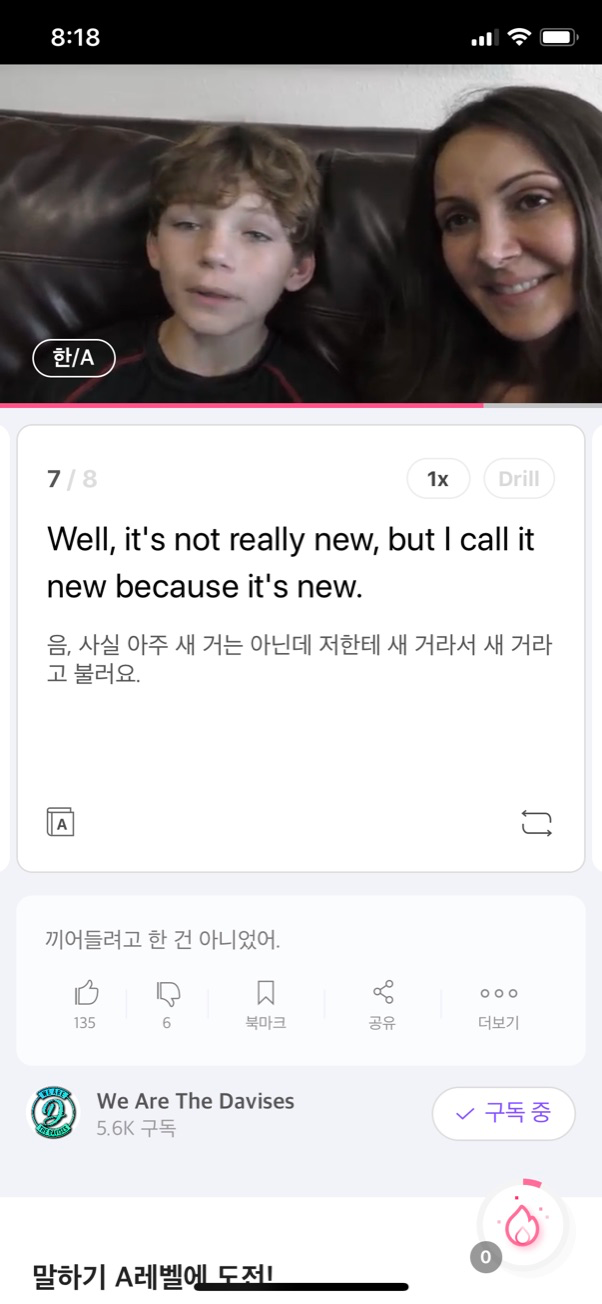 8:18
한/A
7 / 8
1x
Drill
Well, it's not really new, but I call it
new because it's new.
음, 사실 아주 새 거는 아닌데 저한테 새 거라서 새 거라
고 불러요.
A
끼어들려고 한 건 아니었어.
135
6
북마크
공유
더보기
WE ARE
D
THE DAVISES
We Are The Davises
5.6K 구독
구독 중
0
말하기 A레벨에 도전!